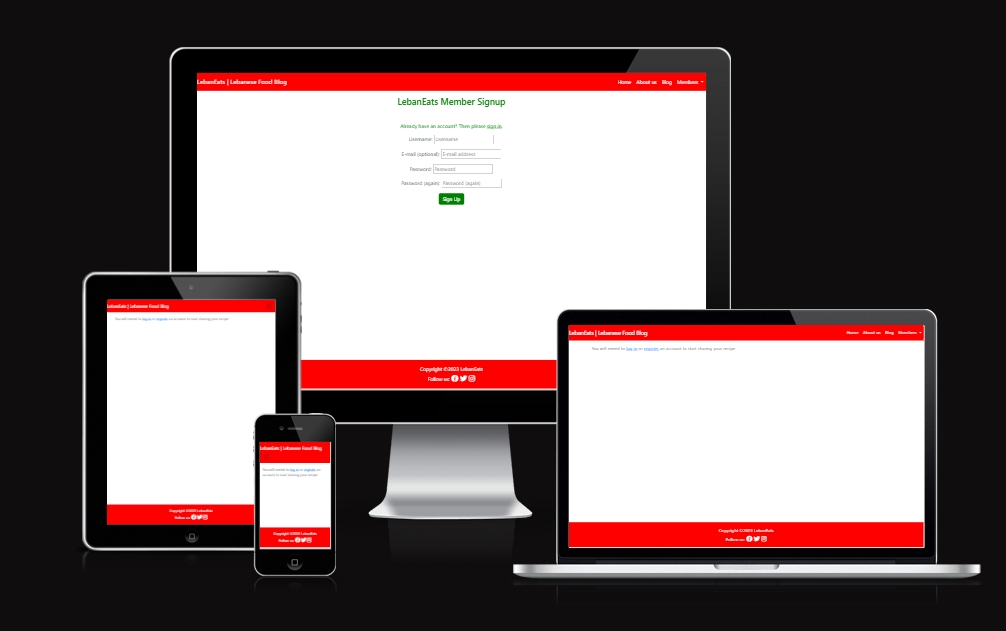 LebanEats | Lebanese Food Blog
Home About us Blog Members
LebanEats Member Signup
Already have an account? Then please sign in.
Username: Username
E-mail (optional): E-mail address
Password: Password
Password (again): Password (again)
Sign Up
Copyright ©2023 LebanEats
Follow us:
LebanEats | Lebanese Food Blog
You will need to log in or register an account to start sharing your recipe
Copyright ©2023 LebanEats
Follow us:
LebanEats | Lebanese Food Blog
You will need to log in or register an
account to start sharing your recipe
Copyright ©2023 LebanEats
Follow us:
LebanEats | Lebanese Food Blog
Home About us Blog Members
You will need to log in or register an account to start sharing your recipe
Copyright ©2023 LebanEats
Follow us: